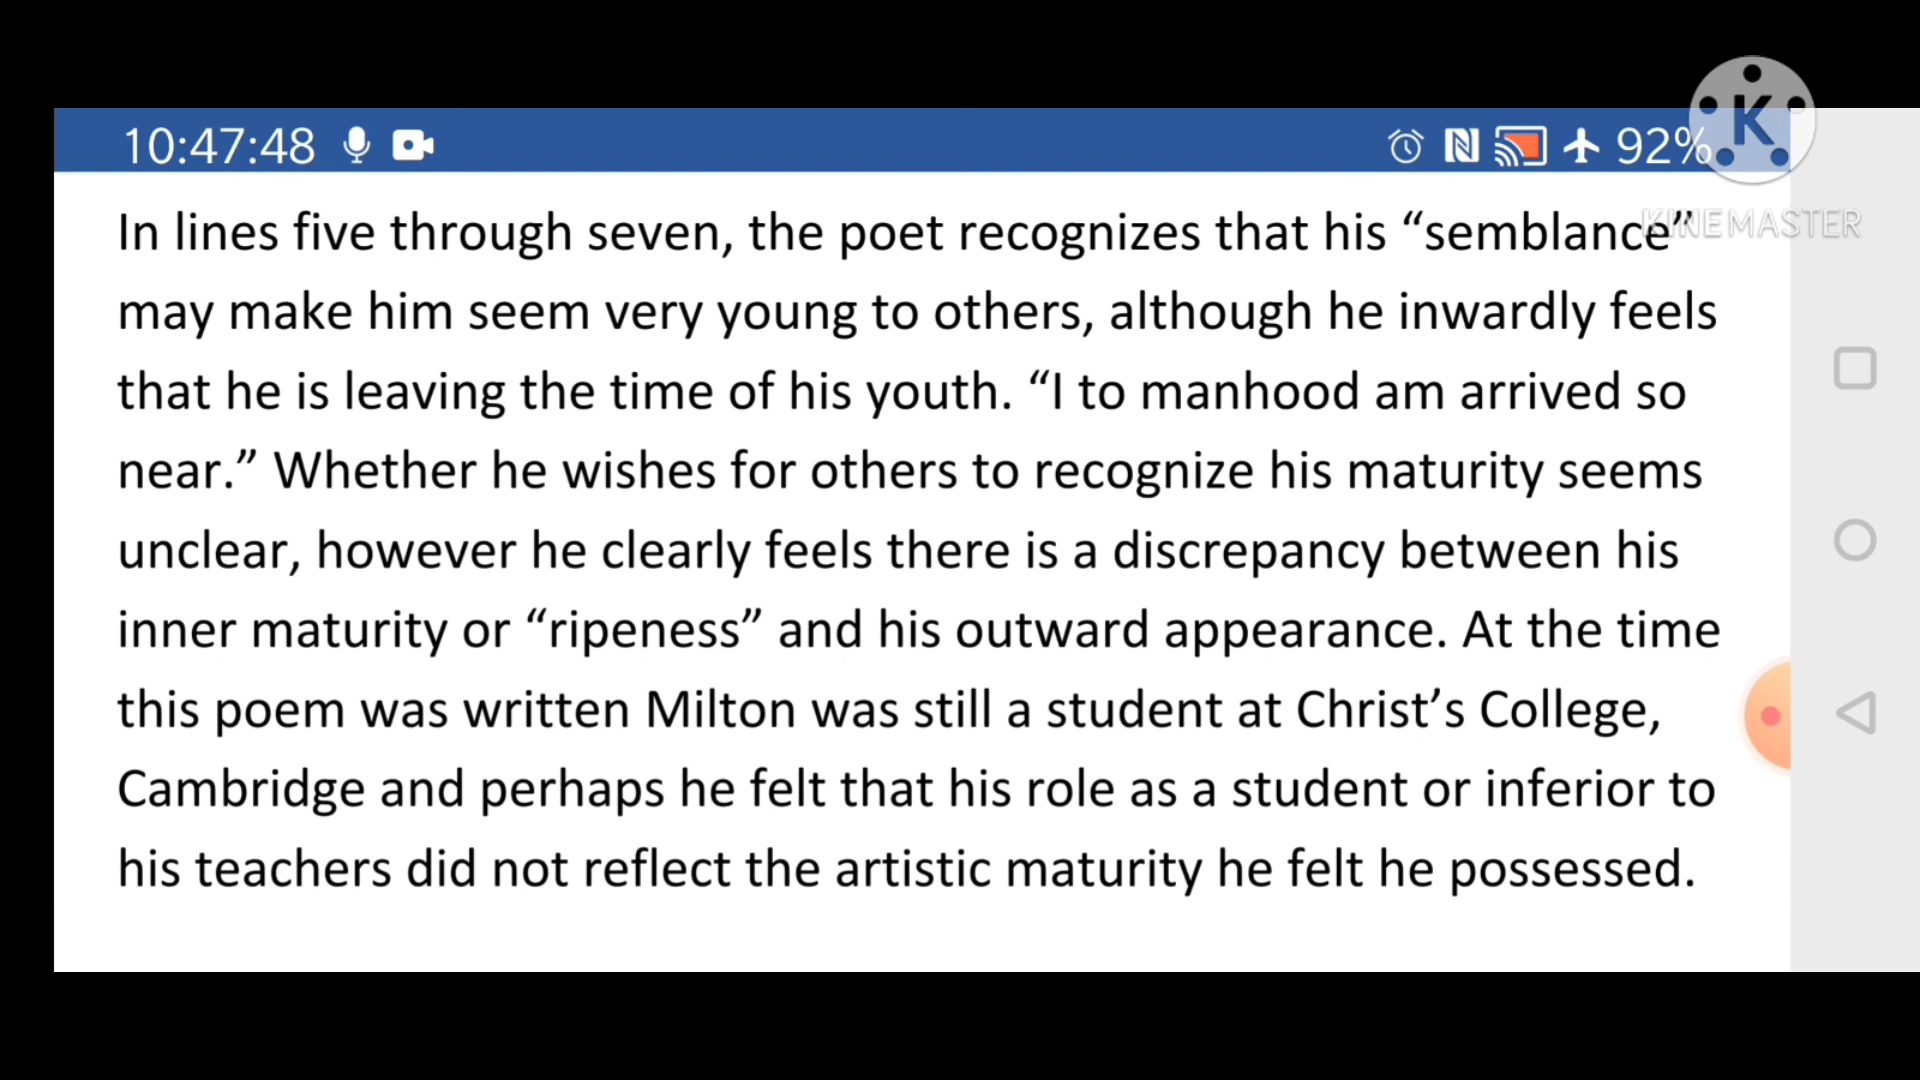 10:47:48 92%
K
KINEMASTER
In lines five through seven, the poet recognizes that his “semblance”
may make him seem very young to others, although he inwardly feels
that he is leaving the time of his youth. “I to manhood am arrived so
near.” Whether he wishes for others to recognize his maturity seems
unclear, however he clearly feels there is a discrepancy between his
inner maturity or “ripeness” and his outward appearance. At the time
this poem was written Milton was still a student at Christ’s College,
Cambridge and perhaps he felt that his role as a student or inferior to
his teachers did not reflect the artistic maturity he felt he possessed.